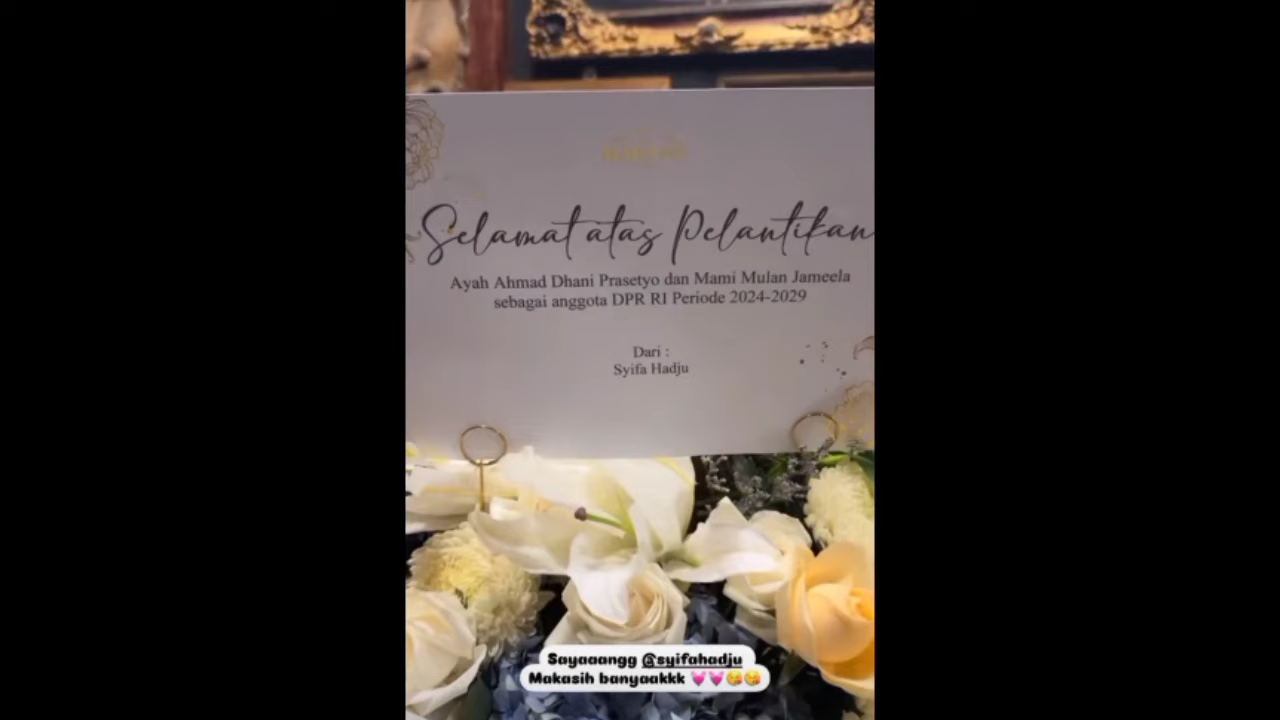 Selamat atas Pelantikan
Ayah Ahmad Dhani Prasetyo dan Mami Mulan Jameela
sebagai anggota DPR RI Periode 2024-2029
Dari :
Syifa Hadju
Sayaaangg @syifahadju
Makasih banyaakkk 💓💓😘😘